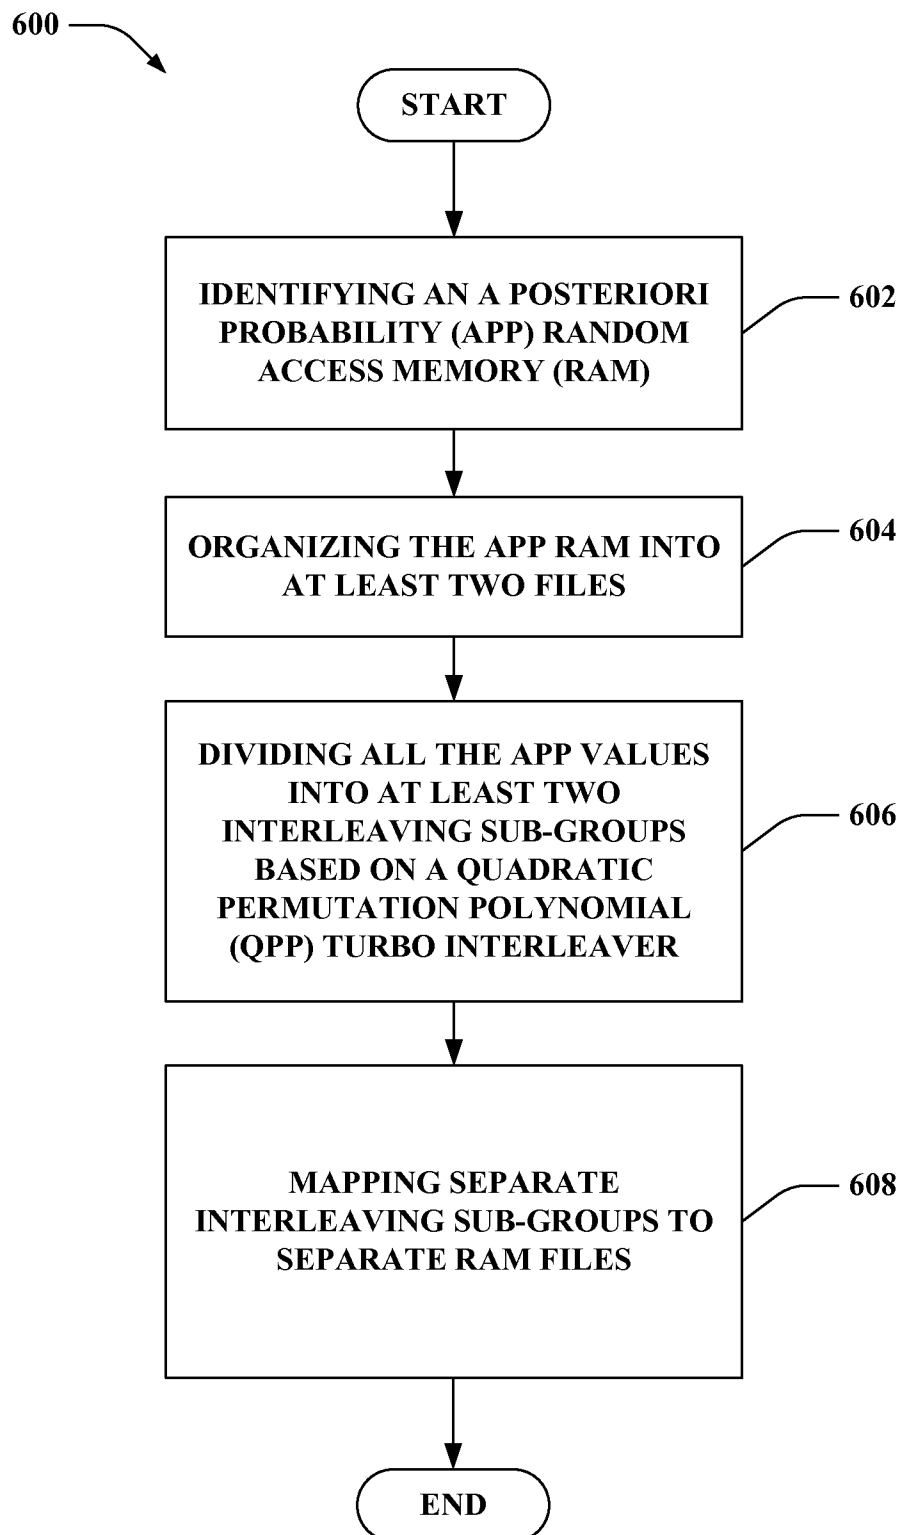 600
START
IDENTIFYING AN A POSTERIORI
PROBABILITY (APP) RANDOM
ACCESS MEMORY (RAM)
602
ORGANIZING THE APP RAM INTO
AT LEAST TWO FILES
604
DIVIDING ALL THE APP VALUES
INTO AT LEAST TWO
INTERLEAVING SUB-GROUPS
BASED ON A QUADRATIC
PERMUTATION POLYNOMIAL
(QPP) TURBO INTERLEAVER
606
MAPPING SEPARATE
INTERLEAVING SUB-GROUPS TO
SEPARATE RAM FILES
608
END